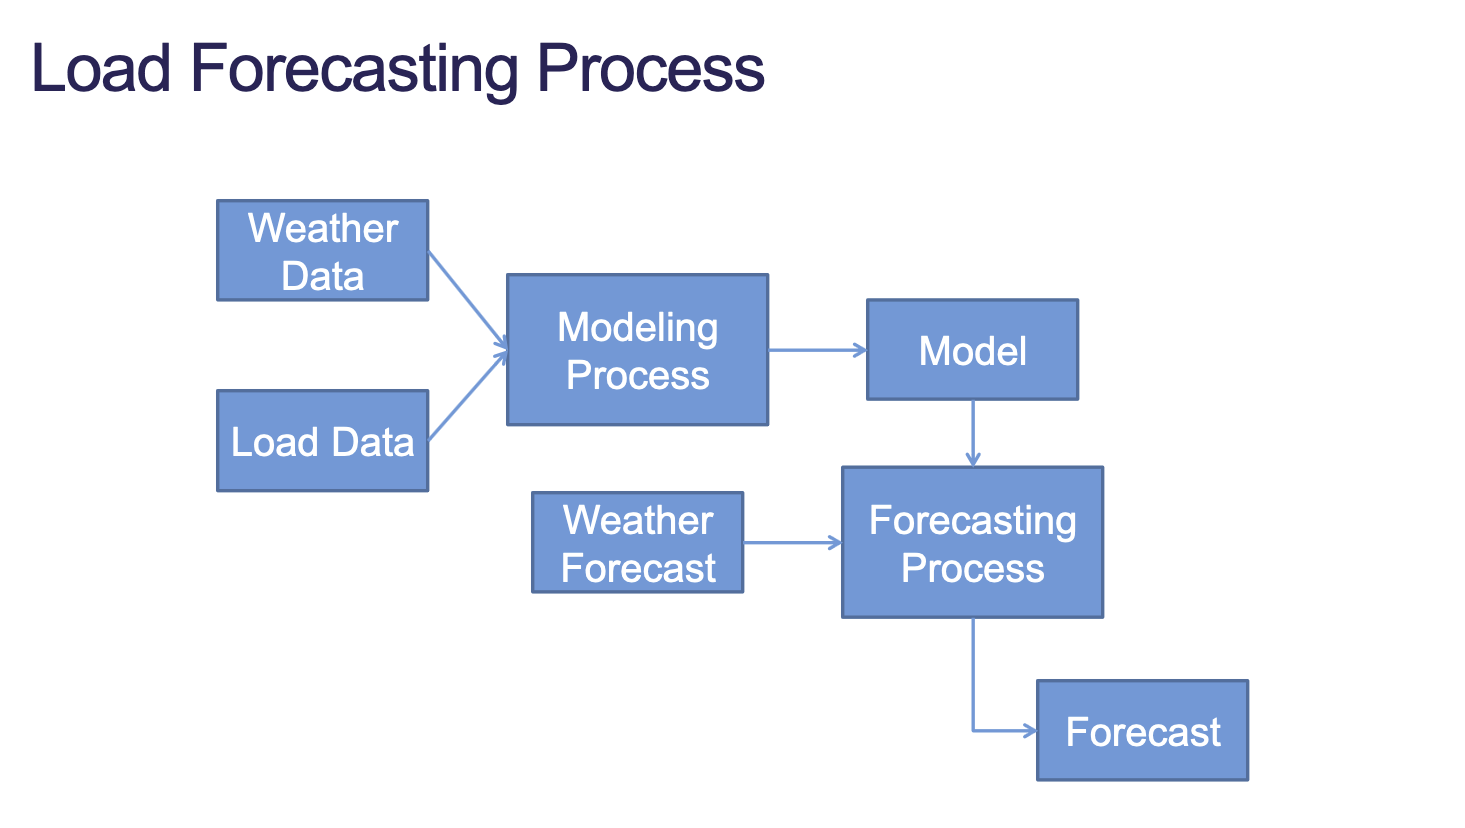 Load Forecasting Process
Weather
Data
Load Data
Modeling
Process
Model
Weather
Forecast
Forecasting
Process
Forecast